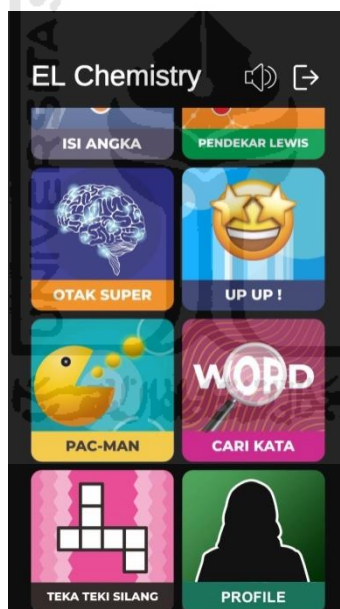 EL Chemistry
ISI ANGKA
PENDEKAR LEWIS
OTAK SUPER
UP UP !
PAC-MAN
WORD
CARI KATA
TEKA TEKI SILANG
PROFILE
UNIVERSITAS